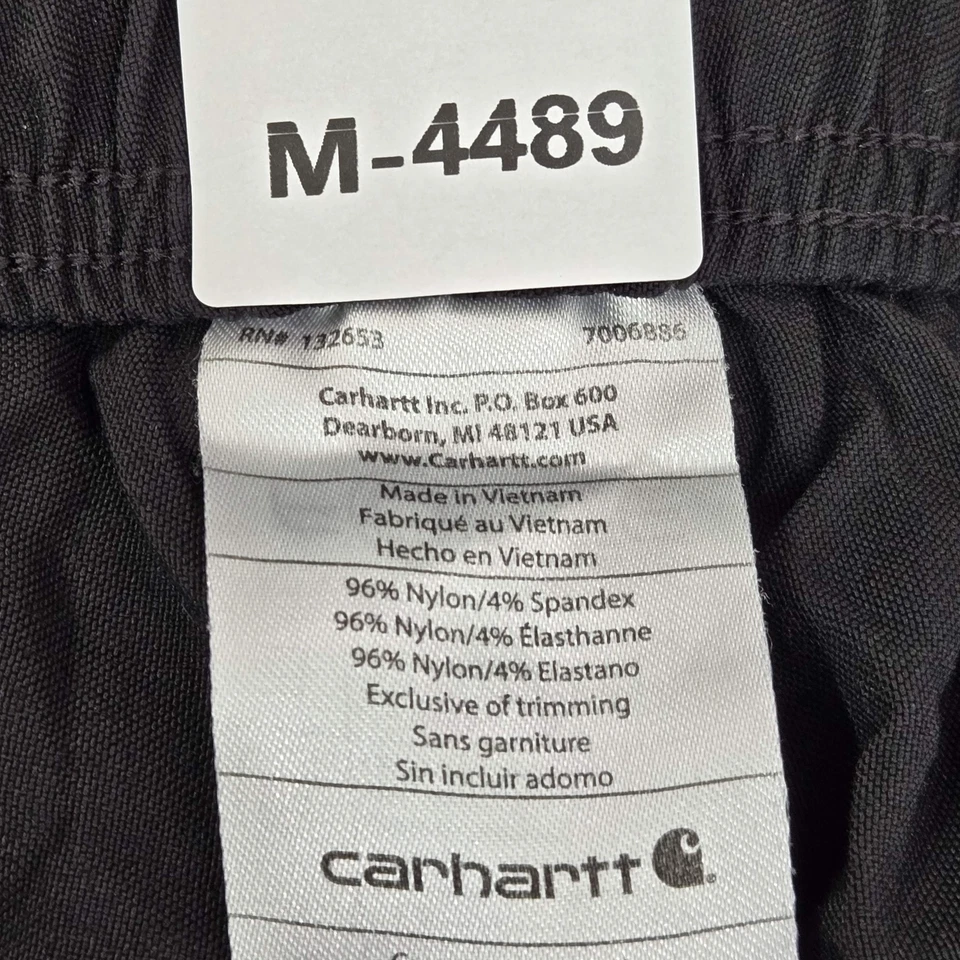 M-4489
RN# 132653 7006886
Carhartt Inc. P.O. Box 600
Dearborn, MI 48121 USA
www.Carhartt.com
Made in Vietnam
Fabriqué au Vietnam
Hecho en Vietnam
96% Nylon/4% Spandex
96% Nylon/4% Élasthanne
96% Nylon/4% Elastano
Exclusive of trimming
Sans garniture
Sin incluir adorno
carhartt